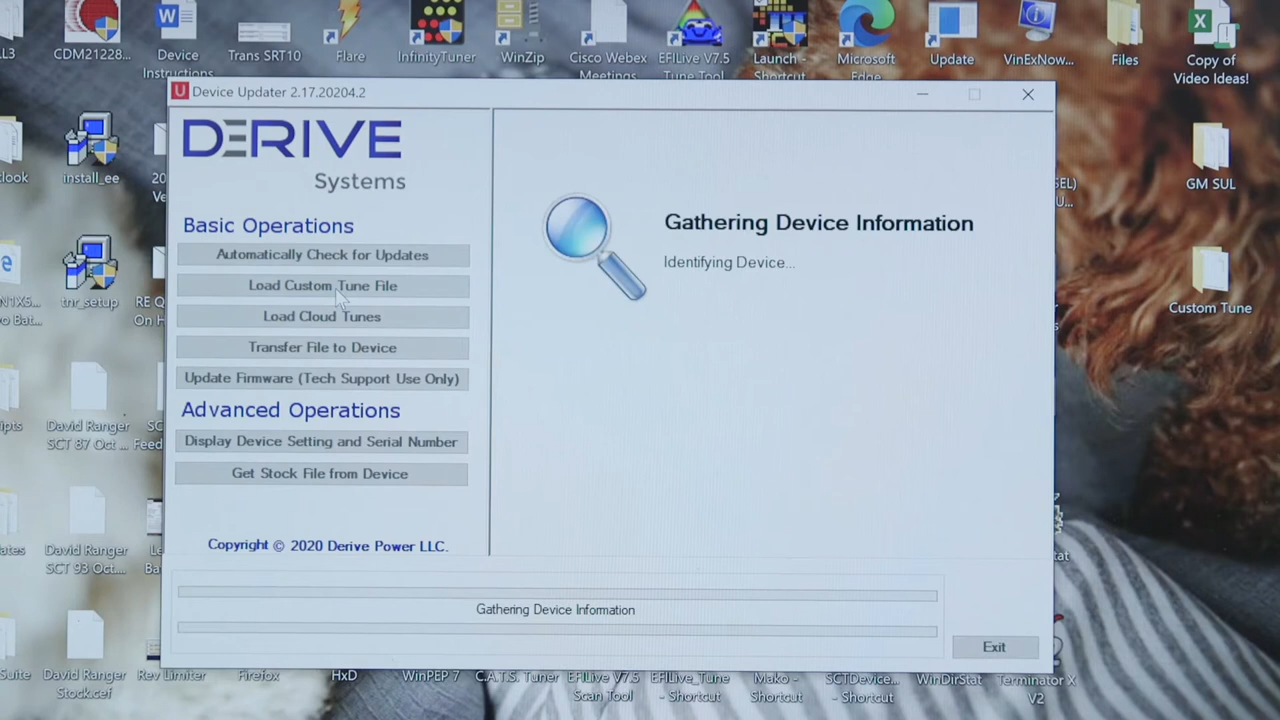 CDM21228...
Device
Instructions
Trans SRT10
Flare
InfinityTuner
WinZip
Cisco Webex
Meetings
EFILive V7.5
Tune Tool
Launch -
Shortcut
Microsoft
Edge
Update
VinExNow...
Files
Copy of
Video Ideas!
Device Updater 2.17.20204.2
DERIVE
Systems
Basic Operations
Automatically Check for Updates
Load Custom Tune File
Load Cloud Tunes
Transfer File to Device
Update Firmware (Tech Support Use Only)
Advanced Operations
Display Device Setting and Serial Number
Get Stock File from Device
Copyright © 2020 Derive Power LLC.
Gathering Device Information
Identifying Device...
Gathering Device Information
Exit
install_ee
GM SUL
tnr_setup
Custom Tune
David Ranger
SCT 87 Oct ...
David Ranger
SCT 93 Oct....
David Ranger
Stock.cef
Rev Limiter
Firefox
HxD
WinPEP 7
C.A.T.S. Tuner
EFILive V7.5
Scan Tool
EFILive_Tune
- Shortcut
Mako -
Shortcut
SCTDevice...
- Shortcut
WinDirStat
Terminator X
V2